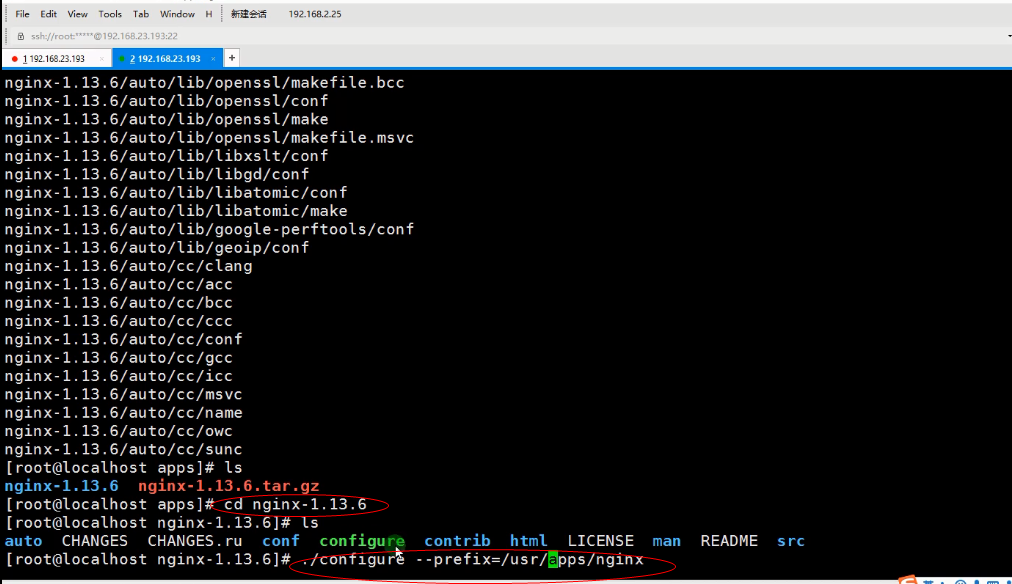 File Edit View Tools Tab Window H 新建会话 192.168.2.25
ssh://root:*****@192.168.23.193:22
1 192.168.23.193 × 2 192.168.23.193 × +
nginx-1.13.6/auto/lib/openssl/makefile.bcc
nginx-1.13.6/auto/lib/openssl/conf
nginx-1.13.6/auto/lib/openssl/make
nginx-1.13.6/auto/lib/openssl/makefile.msvc
nginx-1.13.6/auto/lib/libxslt/conf
nginx-1.13.6/auto/lib/libgd/conf
nginx-1.13.6/auto/lib/libatomic/conf
nginx-1.13.6/auto/lib/libatomic/make
nginx-1.13.6/auto/lib/google-perftools/conf
nginx-1.13.6/auto/lib/geoip/conf
nginx-1.13.6/auto/cc/clang
nginx-1.13.6/auto/cc/acc
nginx-1.13.6/auto/cc/bcc
nginx-1.13.6/auto/cc/ccc
nginx-1.13.6/auto/cc/conf
nginx-1.13.6/auto/cc/gcc
nginx-1.13.6/auto/cc/icc
nginx-1.13.6/auto/cc/msvc
nginx-1.13.6/auto/cc/name
nginx-1.13.6/auto/cc/owc
nginx-1.13.6/auto/cc/sunc
[root@localhost apps]# ls
nginx-1.13.6 nginx-1.13.6.tar.gz
[root@localhost apps]# cd nginx-1.13.6
[root@localhost nginx-1.13.6]# ls
auto CHANGES CHANGES.ru conf configure contrib html LICENSE man README src
[root@localhost nginx-1.13.6]# ./configure --prefix=/usr/apps/nginx